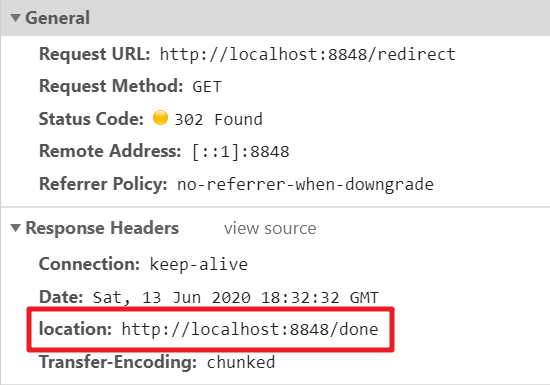 General
Request URL: http://localhost:8848/redirect
Request Method: GET
Status Code: 302 Found
Remote Address: [::1]:8848
Referrer Policy: no-referrer-when-downgrade
Response Headers view source
Connection: keep-alive
Date: Sat, 13 Jun 2020 18:32:32 GMT
location: http://localhost:8848/done
Transfer-Encoding: chunked